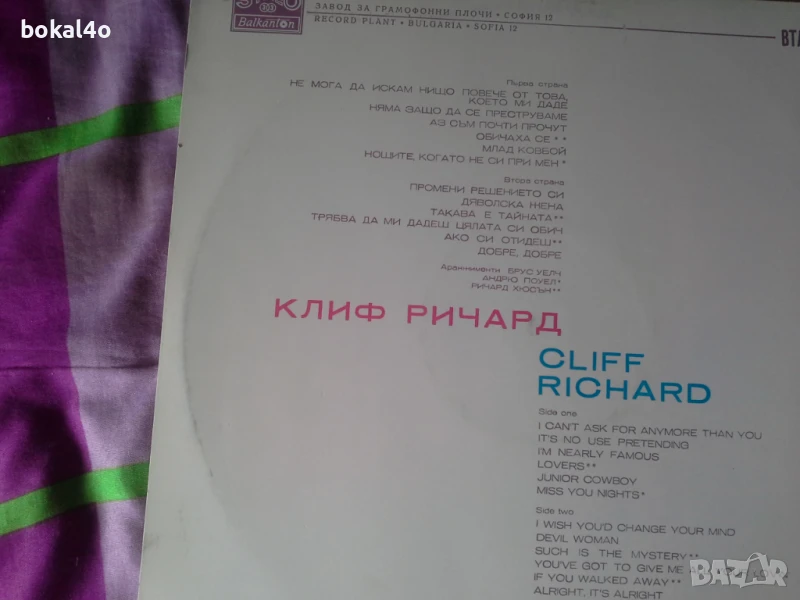 bokal4o
Balkanton
ЗАВОД ЗА ГРАМОФОННИ ПЛОЧИ • СОФИЯ 12
RECORD PLANT • BULGARIA • SOFIA 12
ВТА
Първа страна
НЕ МОГА ДА ИСКАМ НИЩО ПОВЕЧЕ ОТ ТОВА,
КОЕТО МИ ДАДЕ
НЯМА ЗАЩО ДА СЕ ПРЕСТРУВАМЕ
АЗ СЪМ ПОЧТИ ПРОЧУТ
ОБИЧАХА СЕ**
МЛАД КОВБОЙ
НОЩИТЕ, КОГАТО НЕ СИ ПРИ МЕН*
Втора страна
ПРОМЕНИ РЕШЕНИЕТО СИ
ДЯВОЛСКА ЖЕНА
ТАКАВА Е ТАЙНАТА**
ТРЯБВА ДА МИ ДАДЕШ ЦЯЛАТА СИ ОБИЧ
АКО СИ ОТИДЕШ**
ДОБРЕ, ДОБРЕ
Аранжименти БРУС УЕЛЧ
АНДРЮ ПОУЕЛ*
РИЧАРД ХЮСЪН**
КЛИФ РИЧАРД
CLIFF
RICHARD
Side one
I CAN'T ASK FOR ANYMORE THAN YOU
IT'S NO USE PRETENDING
I'M NEARLY FAMOUS
LOVERS**
JUNIOR COWBOY
MISS YOU NIGHTS*
Side two
I WISH YOU'D CHANGE YOUR MIND
DEVIL WOMAN
SUCH IS THE MYSTERY**
YOU'VE GOT TO GIVE ME
IF YOU WALKED AWAY**
ALRIGHT, IT'S ALRIGHT
BAZAR